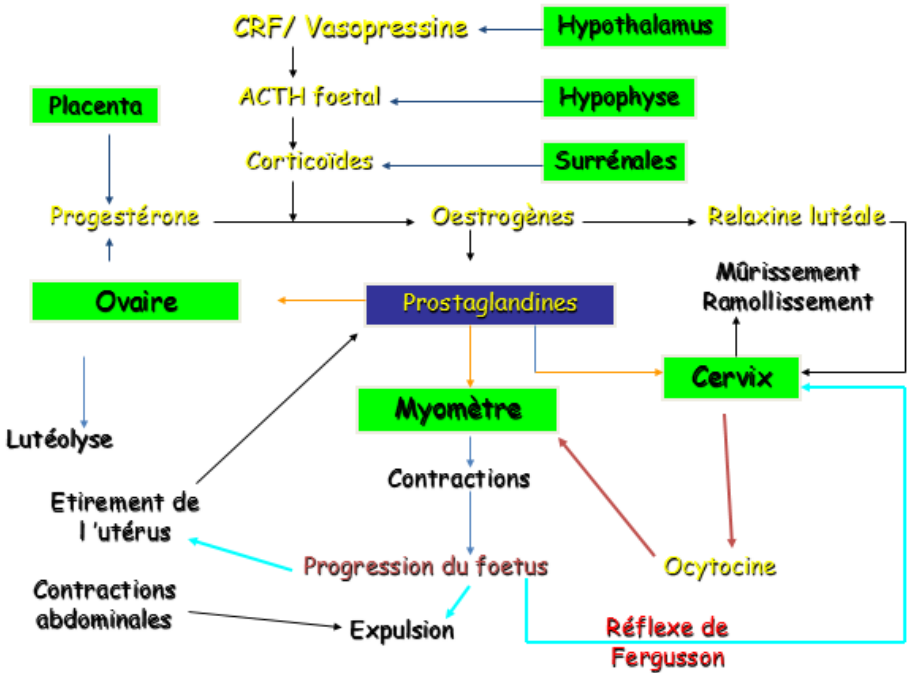 CRF/ Vasopressine
Hypothalamus
Placenta
ACTH foetal
Hypophyse
Corticoïdes
Surrénales
Progestérone
Oestrogènes
Relaxine lutéale
Mûrissement
Ramollissement
Ovaire
Prostaglandines
Cervix
Myomètre
Lutéolyse
Contractions
Etirement de
l 'utérus
Progression du foetus
Ocytocine
Contractions
abdominales
Expulsion
Réflexe de
Fergusson